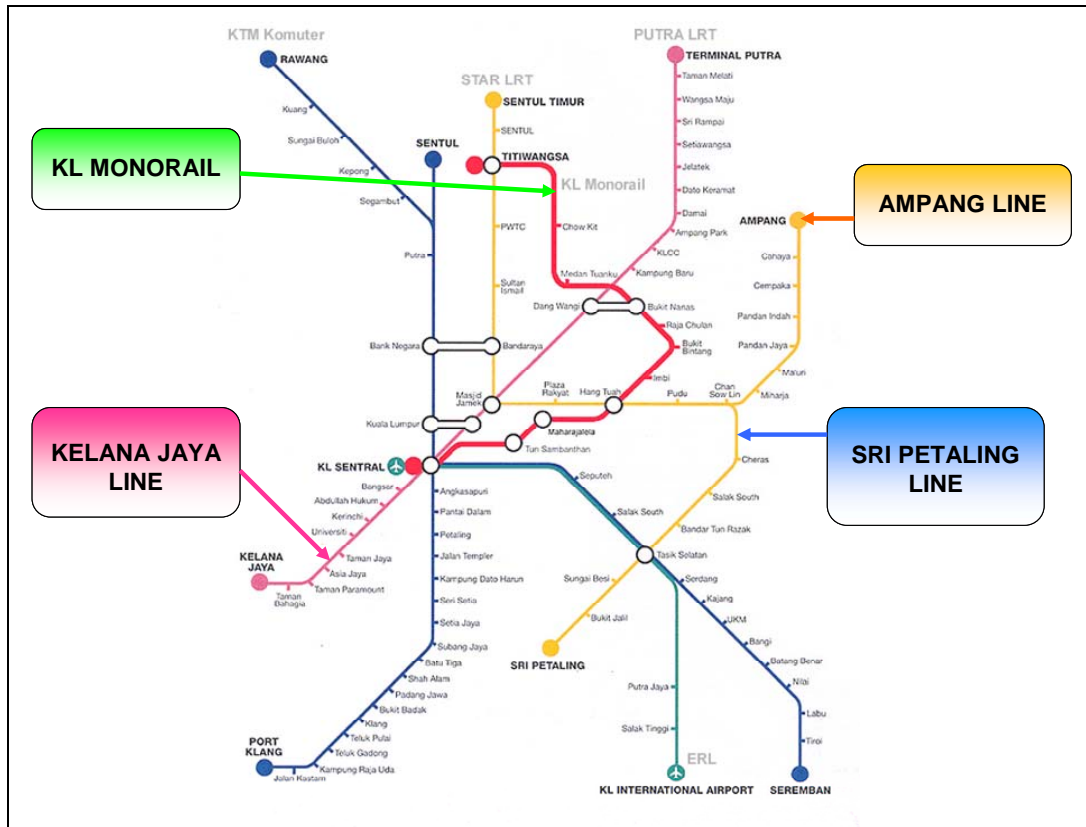 KTM Komuter
RAWANG
Kuang
Sungai Buloh
Kepong
Segambut
SENTUL
Putra
STAR LRT
SENTUL TIMUR
SENTUL
TITIWANGSA
KL Monorail
PWTC
Sultan
Ismail
Chow Kit
Medan Tuanku
PUTRA LRT
TERMINAL PUTRA
Taman Melati
Wangsa Maju
Sri Rampai
Setiawangsa
Jelatek
Dato Keramat
Damai
Ampang Park
KLCC
Kampung Baru
Dang Wangi
Bukit Nanas
Raja Chulan
Bukit
Bintang
Imbi
AMPANG
Cahaya
Cempaka
Pandan Indah
Pandan Jaya
Maluri
Miharja
KL MONORAIL
AMPANG LINE
KELANA JAYA
LINE
SRI PETALING
LINE
Bank Negara
Bandaraya
Masjid
Jamek
Plaza
Rakyat
Hang Tuah
Pudu
Chan
Sow Lin
Kuala Lumpur
Maharajalela
Tun Sambanthan
KL SENTRAL
Bangsar
Abdullah Hukum
Kerinchi
Universiti
Taman Jaya
Asia Jaya
Taman Paramount
KELANA
JAYA
Taman
Bahagia
Angkasapuri
Pantai Dalam
Petaling
Jalan Templer
Kampung Dato Harun
Seri Setia
Setia Jaya
Subang Jaya
Batu Tiga
Shah Alam
Padang Jawa
Bukit Badak
Klang
Teluk Pulai
Teluk Gadong
Kampung Raja Uda
Jalan Kastam
PORT
KLANG
Seputeh
Salak South
Cheras
Salak South
Bandar Tun Razak
Tasik Selatan
Sungai Besi
Bukit Jalil
SRI PETALING
Serdang
Kajang
UKM
Bangi
Batang Benar
Nilai
Labu
Tiroi
SEREMBAN
Putra Jaya
Salak Tinggi
ERL
KL INTERNATIONAL AIRPORT